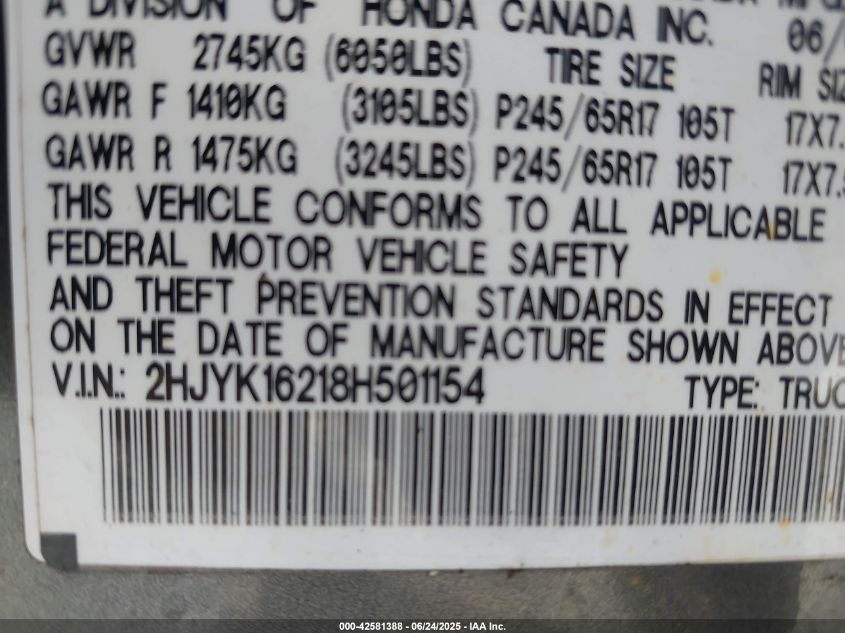 A DIVISION OF HONDA CANADA INC. 06/
GVWR 2745KG (6050LBS) TIRE SIZE RIM
GAWR F 1410KG (3105LBS) P245/65R17 105T 17X7.
GAWR R 1475KG (3245LBS) P245/65R17 105T 17X7.
THIS VEHICLE CONFORMS TO ALL APPLICABLE
FEDERAL MOTOR VEHICLE SAFETY
AND THEFT PREVENTION STANDARDS IN EFFECT
ON THE DATE OF MANUFACTURE SHOWN ABOVE
V.I.N.: 2HJYK16218H501154 TYPE: TRUC
000-42581388 - 06/24/2025 - IAA Inc.